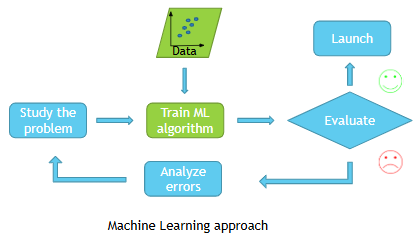 Data
Launch
Study the
problem
Train ML
algorithm
Evaluate
Analyze
errors
Machine Learning approach